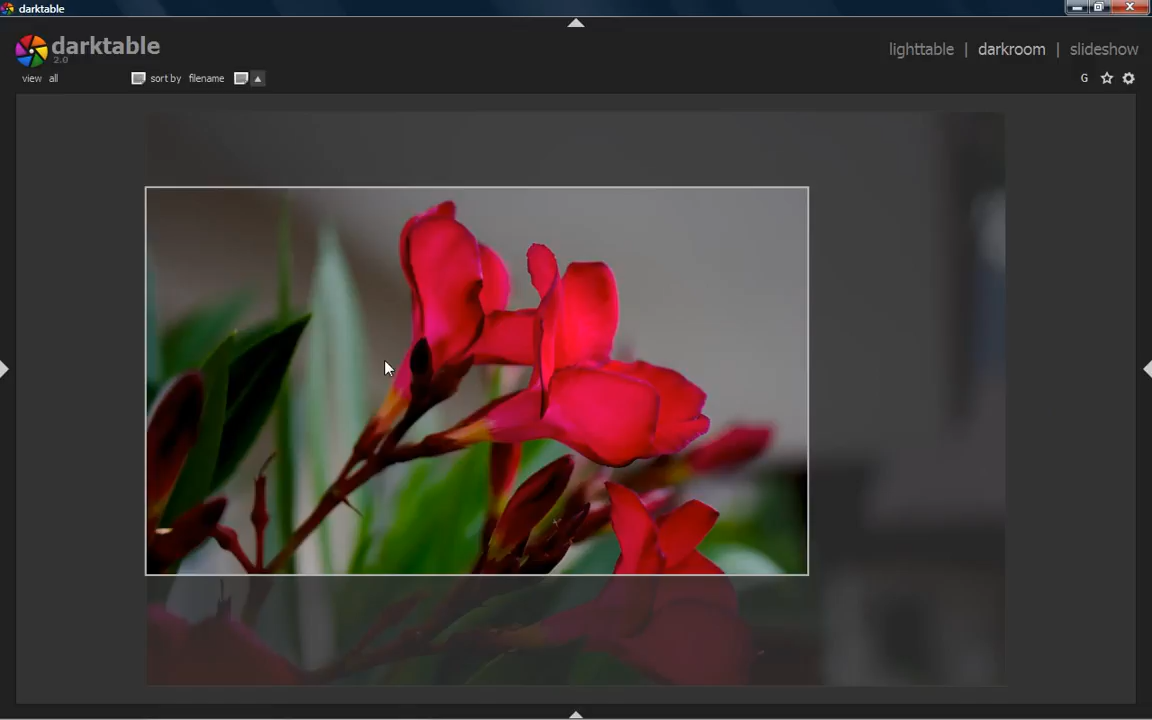 darktable
darktable
2.0
lighttable | darkroom | slideshow
view all sort by filename
G